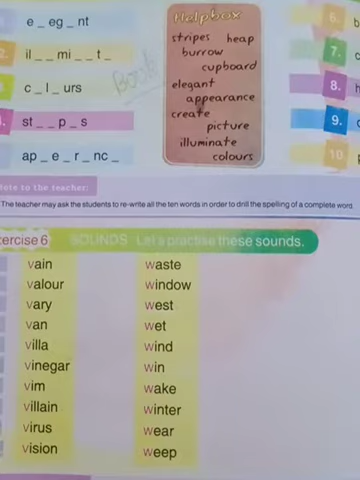 e _ eg _ nt
il _ _ mi _ _ t _
c _ l _ urs
st _ _ p _ s
ap _ e _ r _ nc _
Helpbox
stripes heap
burrow
cupboard
elegant
appearance
create
picture
illuminate
colours
6. b
7. c
8. h
9.
10.
Note to the teacher:
The teacher may ask the students to re-write all the ten words in order to drill the spelling of a complete word.
ercise 6 SOUNDS Let's practise these sounds.
vain waste
valour window
vary west
van wet
villa wind
vinegar win
vim wake
villain winter
virus wear
vision weep